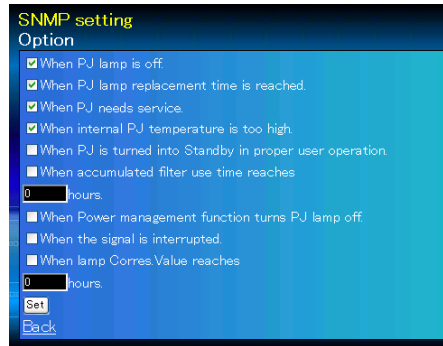 SNMP setting
Option
When PJ lamp is off.
When PJ lamp replacement time is reached.
When PJ needs service.
When internal PJ temperature is too high.
When PJ is turned into Standby in proper user operation.
When accumulated filter use time reaches
0 hours.
When Power management function turns PJ lamp off.
When the signal is interrupted.
When lamp Corres.Value reaches
0 hours.
Set
Back